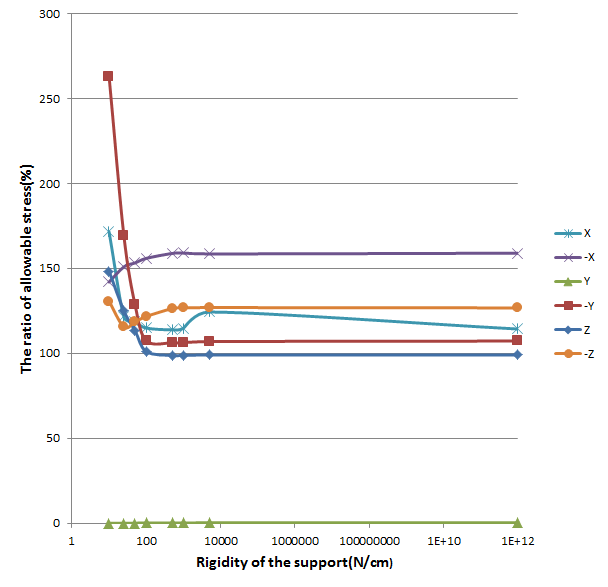 300
250
200
150
100
50
0
The ratio of allowable stress(%)
1
100
10000
1000000
100000000
1E+10
1E+12
Rigidity of the support(N/cm)
X
-X
Y
-Y
Z
-Z